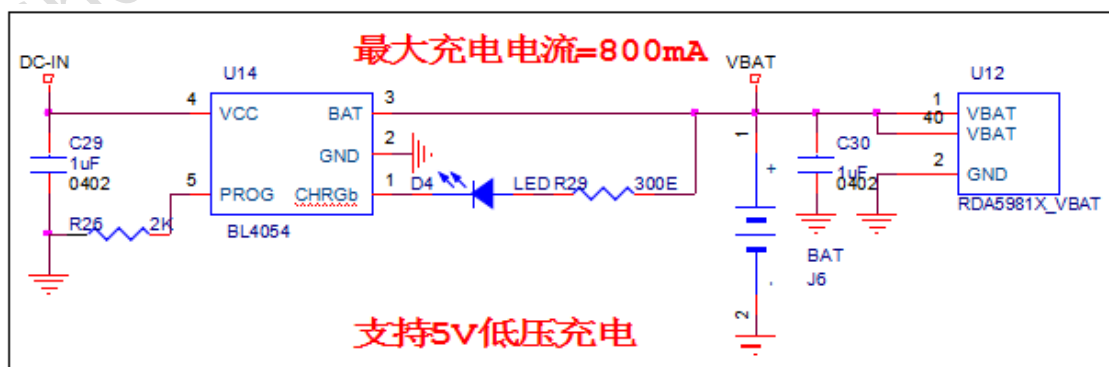 最大充电电流=800mA
DC-IN
VBAT
U14
U12
4
VCC
BAT
3
1
VBAT
40
VBAT
C29
1uF
0402
GND
2
1
C30
1uF
0402
2
GND
5
PROG
CHRGb
1
D4
LED
R29
300E
+
RDA5981X_VBAT
R26
2K
BL4054
BAT
J6
-
2
支持5V低压充电